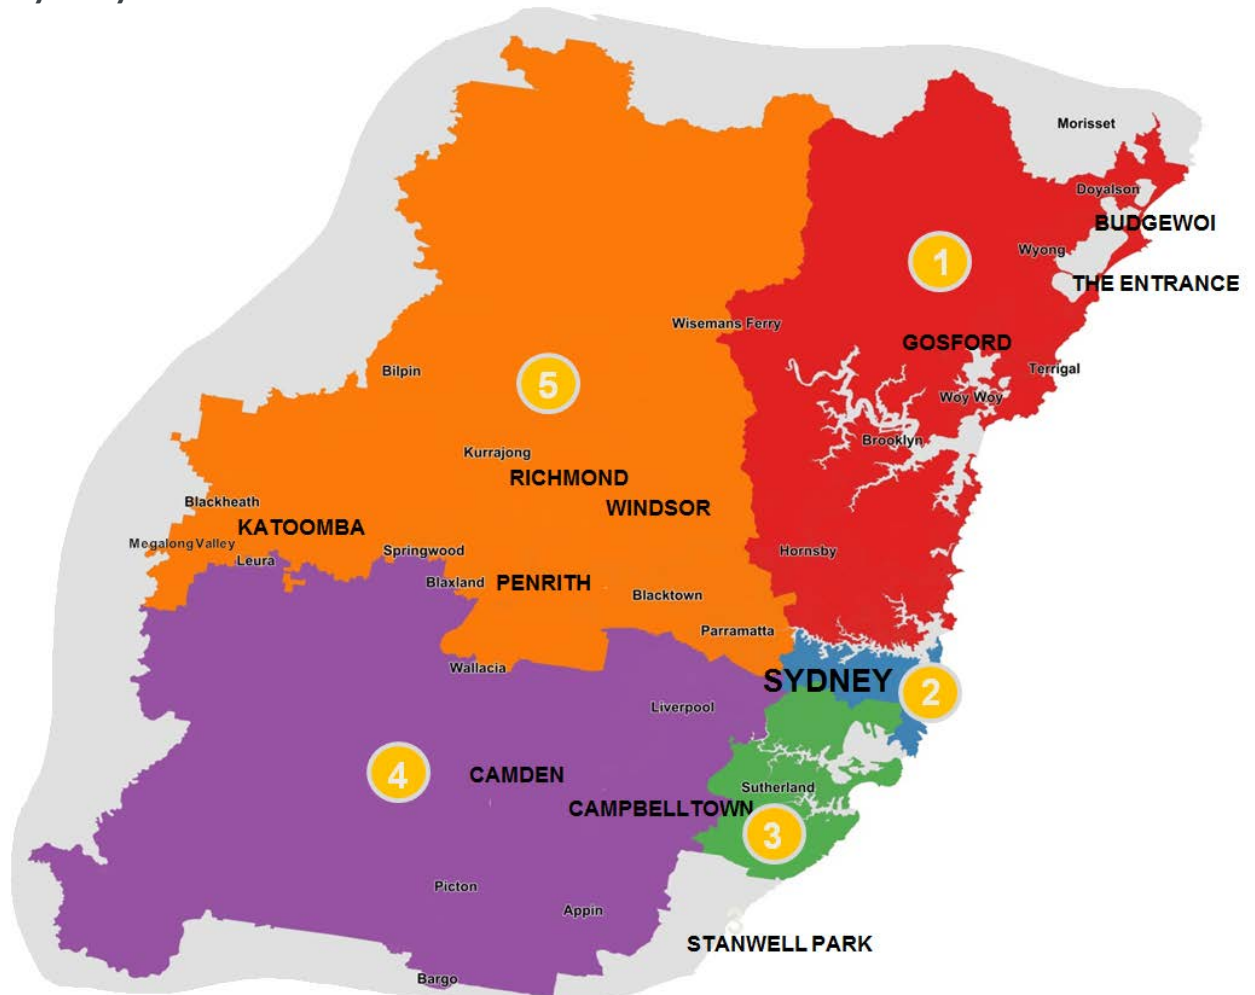 Morisset
Doyalson
BUDGEWOI
Wyong
1
THE ENTRANCE
Wisemans Ferry
GOSFORD
Terrigal
Bilpin
5
Woy Woy
Brooklyn
Kurrajong
RICHMOND
WINDSOR
Blackheath
KATOOMBA
Megalong Valley
Leura
Springwood
Hornsby
Blaxland
PENRITH
Blacktown
Parramatta
Wallacia
SYDNEY
2
Liverpool
4
CAMDEN
Sutherland
CAMPBELLTOWN
3
Picton
Appin
STANWELL PARK
Bargo